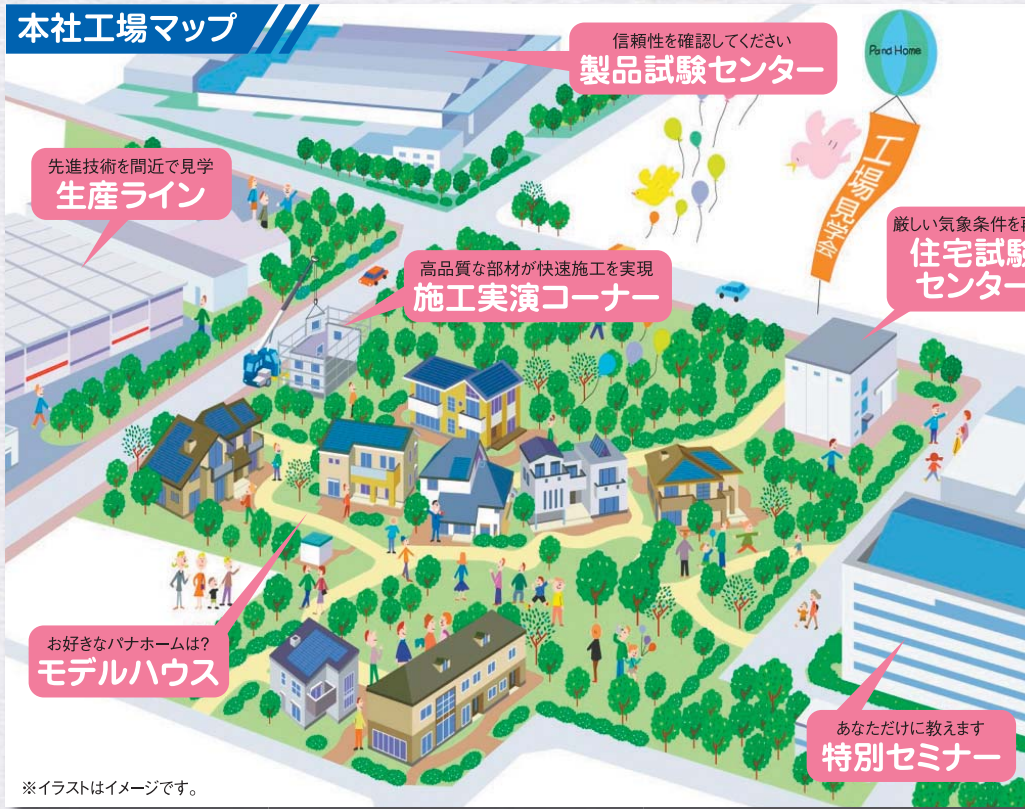 本社工場マップ
信頼性を確認してください
製品試験センター
PanaHome
工場見学会
先進技術を間近で見学
生産ライン
厳しい気象条件を再
住宅試験
センター
高品質な部材が快速施工を実現
施工実演コーナー
お好きなパナホームは?
モデルハウス
あなただけに教えます
特別セミナー
※イラストはイメージです。